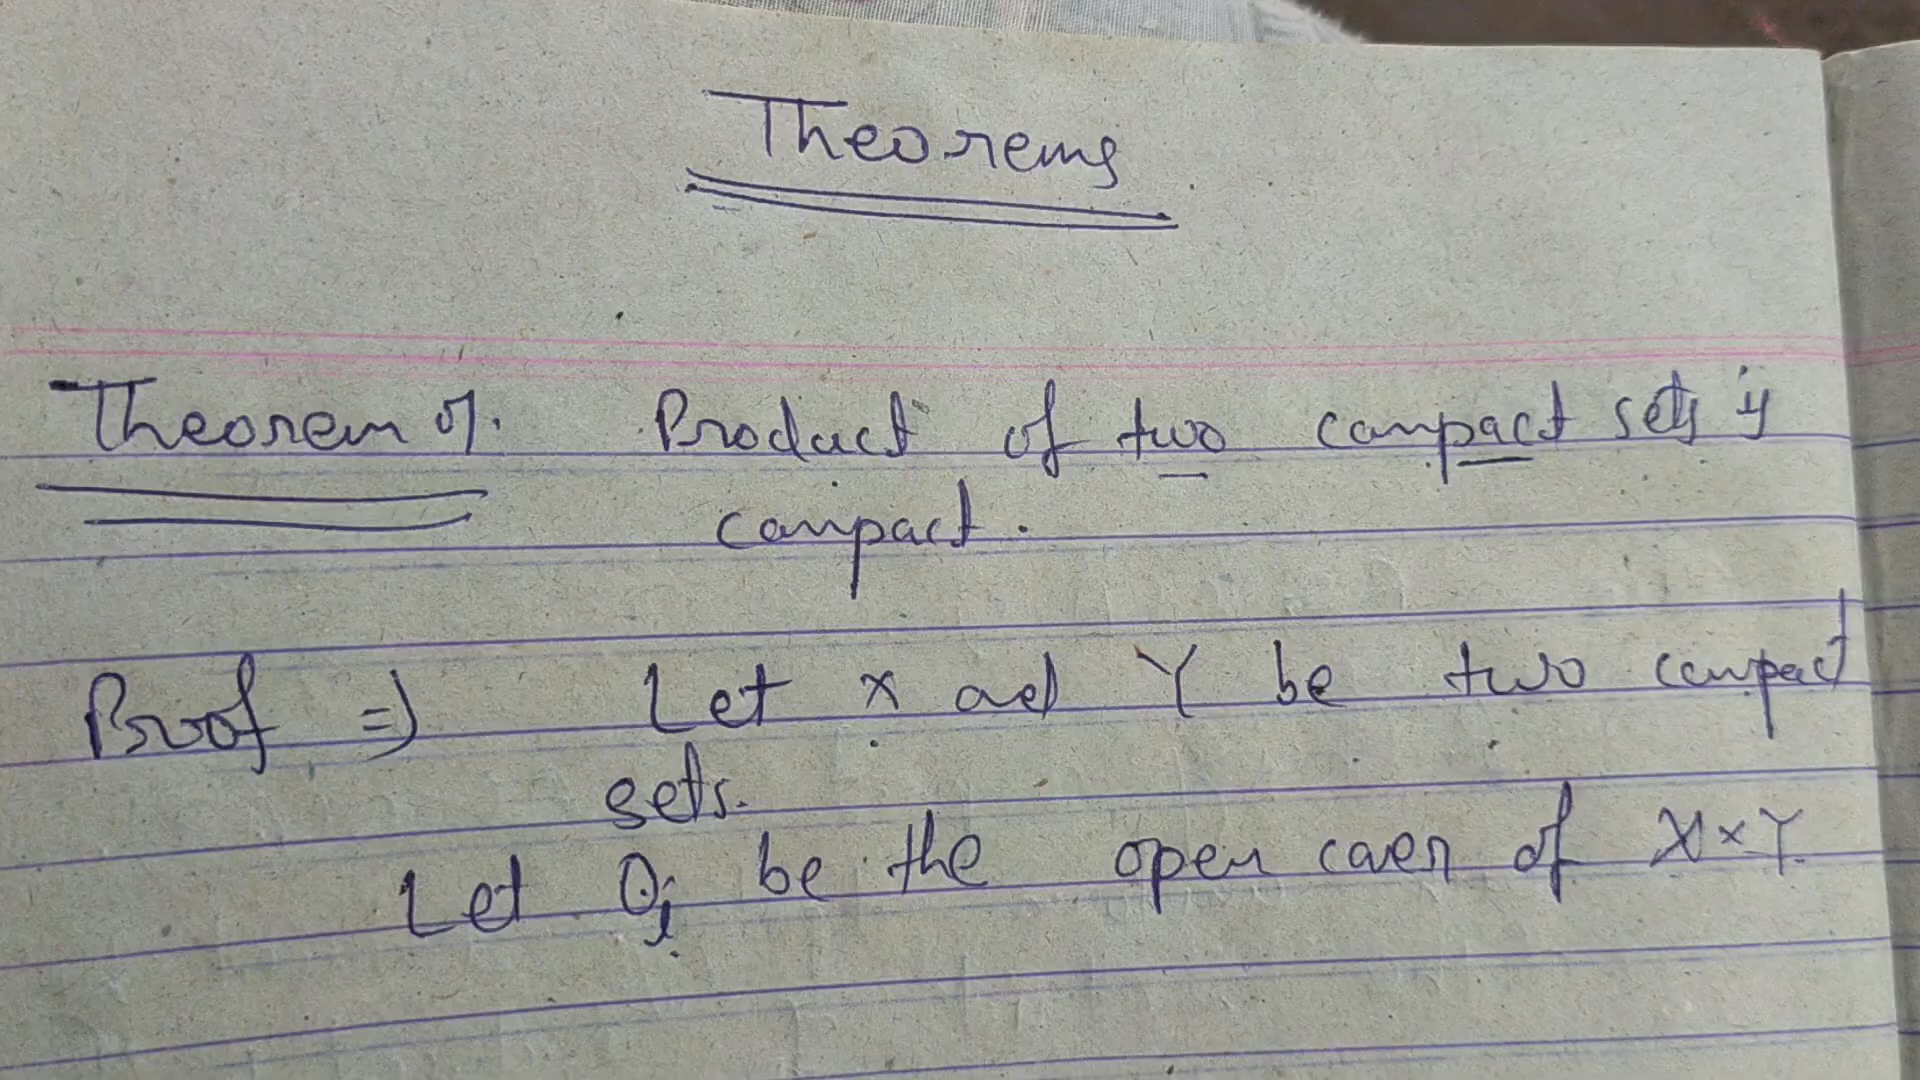 Theorems
Theorem 01. Product of two compact sets is
compact.
Proof ⇒ Let X and Y be two compact
sets.
Let Oi be the open cover of X×Y